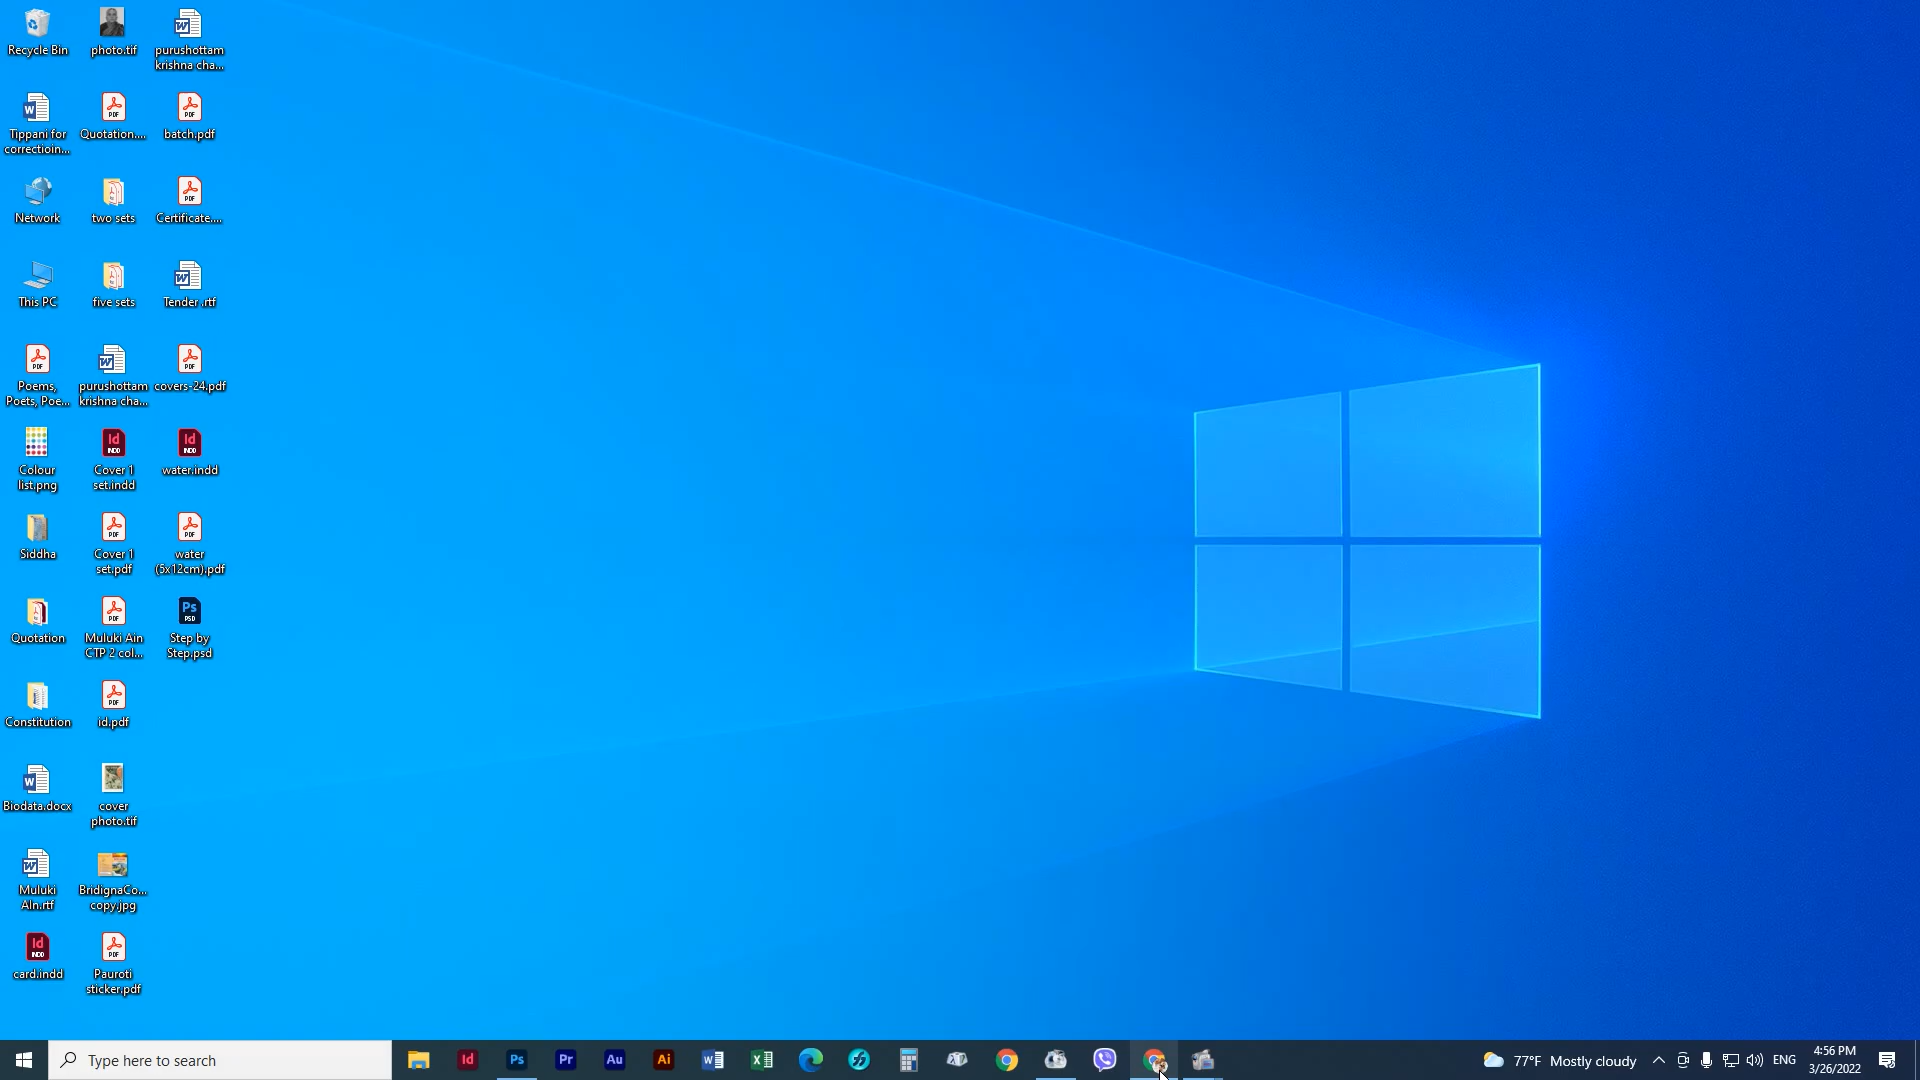 Recycle Bin
photo.tif
purushottam
krishna cha...
Tippani for
correctioin...
Quotation....
batch.pdf
Network
two sets
Certificate....
This PC
five sets
Tender .rtf
Poems,
Poets, Poe...
purushottam
krishna cha...
covers-24.pdf
Colour
list.png
Cover 1
set.indd
water.indd
Siddha
Cover 1
set.pdf
water
(5x12cm).pdf
Quotation
Muluki Ain
CTP 2 col...
Step by
Step.psd
Constitution
id.pdf
Biodata.docx
cover
photo.tif
Muluki
AIn.rtf
BridignaCo...
copy.jpg
card.indd
Pauroti
sticker.pdf
Type here to search
77°F Mostly cloudy
ENG
4:56 PM
3/26/2022